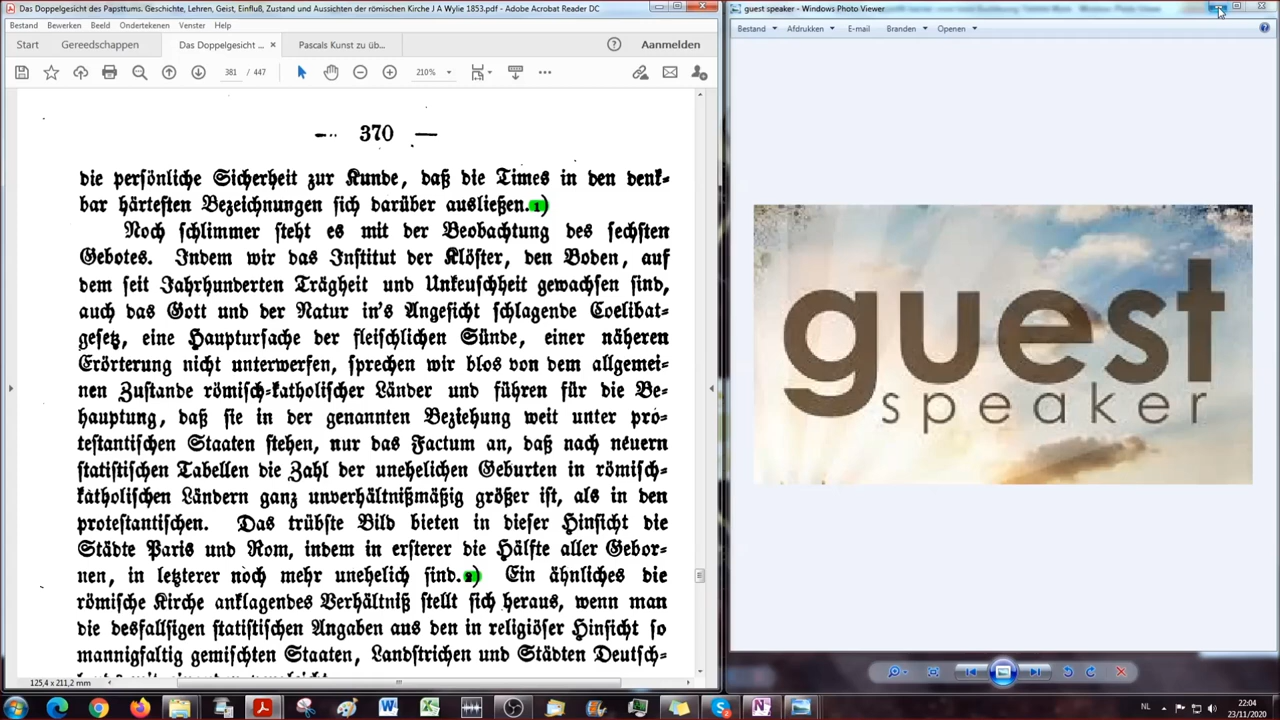 Das Doppelgesicht des Papsttums. Geschichte, Lehren, Geist, Einfluß, Zustand und Aussichten der römischen Kirche J A Wylie 1853.pdf - Adobe Acrobat Reader DC
Bestand Bewerken Beeld Ondertekenen Venster Help
Start Gereedschappen Das Doppelgesicht ... × Pascals Kunst zu üb... Anmelden
381 / 447 210%
—·· 370 —
die persönliche Sicherheit zur Kunde, daß die Times in den denk-
bar härtesten Bezeichnungen sich darüber ausließen.1)
Noch schlimmer steht es mit der Beobachtung des sechsten
Gebotes. Indem wir das Institut der Klöster, den Boden, auf
dem seit Jahrhunderten Trägheit und Unkeuschheit gewachsen sind,
auch das Gott und der Natur in's Angesicht schlagende Coelibat-
gesetz, eine Hauptursache der fleischlichen Sünde, einer näheren
Erörterung nicht unterwerfen, sprechen wir blos von dem allgemei-
nen Zustande römisch-katholischer Länder und führen für die Be-
hauptung, daß sie in der genannten Beziehung weit unter pro-
testantischen Staaten stehen, nur das Factum an, daß nach neuern
statistischen Tabellen die Zahl der unehelichen Geburten in römisch-
katholischen Ländern ganz unverhältnißmäßig größer ist, als in den
protestantischen. Das trübste Bild bieten in dieser Hinsicht die
Städte Paris und Rom, indem in ersterer die Hälfte aller Gebor-
nen, in letzterer noch mehr unehelich sind.2) Ein ähnliches die
römische Kirche anklagendes Verhältniß stellt sich heraus, wenn man
die desfallsigen statistischen Angaben aus den in religiöser Hinsicht so
mannigfaltig gemischten Staaten, Landstrichen und Städten Deutsch-
125,4 x 211,2 mm
guest speaker - Windows Photo Viewer
Bestand Afdrukken E-mail Branden Openen
guest
speaker
NL 22:04
23/11/2020